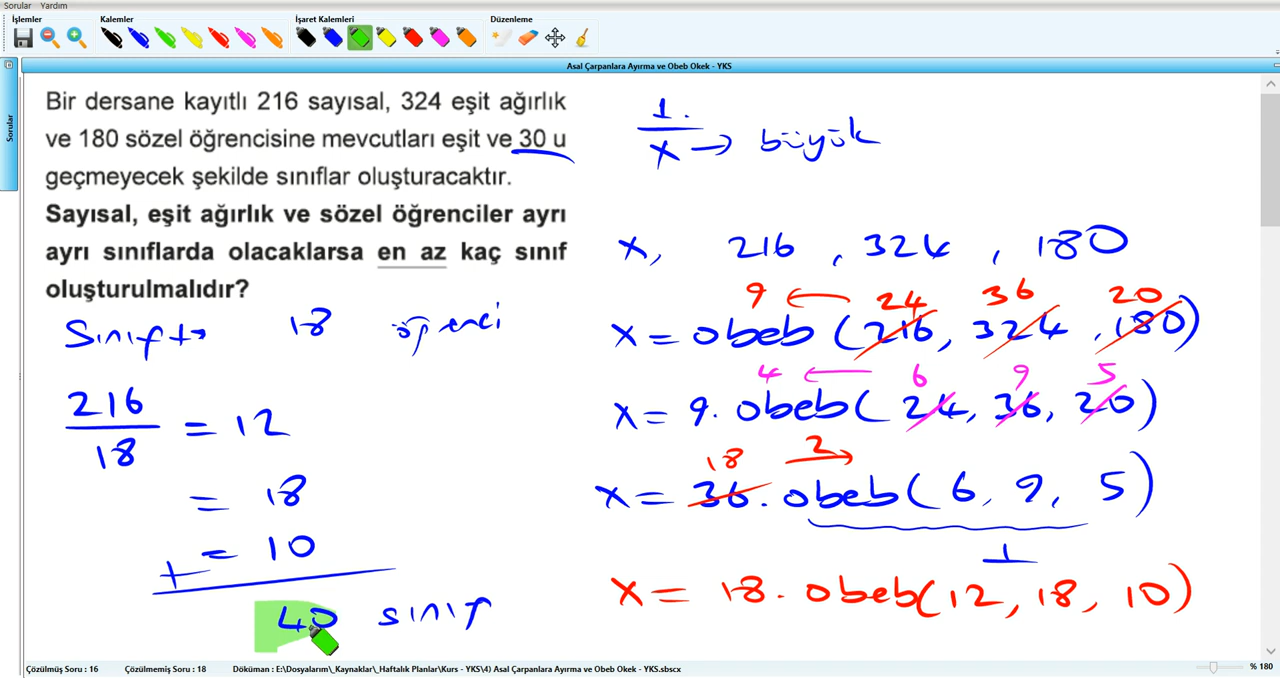 Sorular Yardım
İşlemler Kalemler İşaret Kalemleri Düzenleme
Asal Çarpanlara Ayırma ve Obeb Okek - YKS
Sorular
Bir dersane kayıtlı 216 sayısal, 324 eşit ağırlık
ve 180 sözel öğrencisine mevcutları eşit ve 30 u
geçmeyecek şekilde sınıflar oluşturacaktır.
Sayısal, eşit ağırlık ve sözel öğrenciler ayrı
ayrı sınıflarda olacaklarsa en az kaç sınıf
oluşturulmalıdır?
Sınıfta 18 öğrenci
216
18
= 12
= 18
+ = 10
40 sınıf
1.
x → büyük
x, 216, 324, 180
9 ← 24 36 20
x = obeb (216, 324, 180)
4 ← 6 9 5
x = 9. obeb(24, 36, 20)
18 2 →
x = 36. obeb(6, 9, 5)
1
x = 18. obeb(12, 18, 10)
Çözülmüş Soru : 16 Çözülmemiş Soru : 18 Döküman : E:\Dosyalarım\_Kaynaklar\_Haftalık Planlar\Kurs - YKS\4) Asal Çarpanlara Ayırma ve Obeb Okek - YKS.sbscx % 180